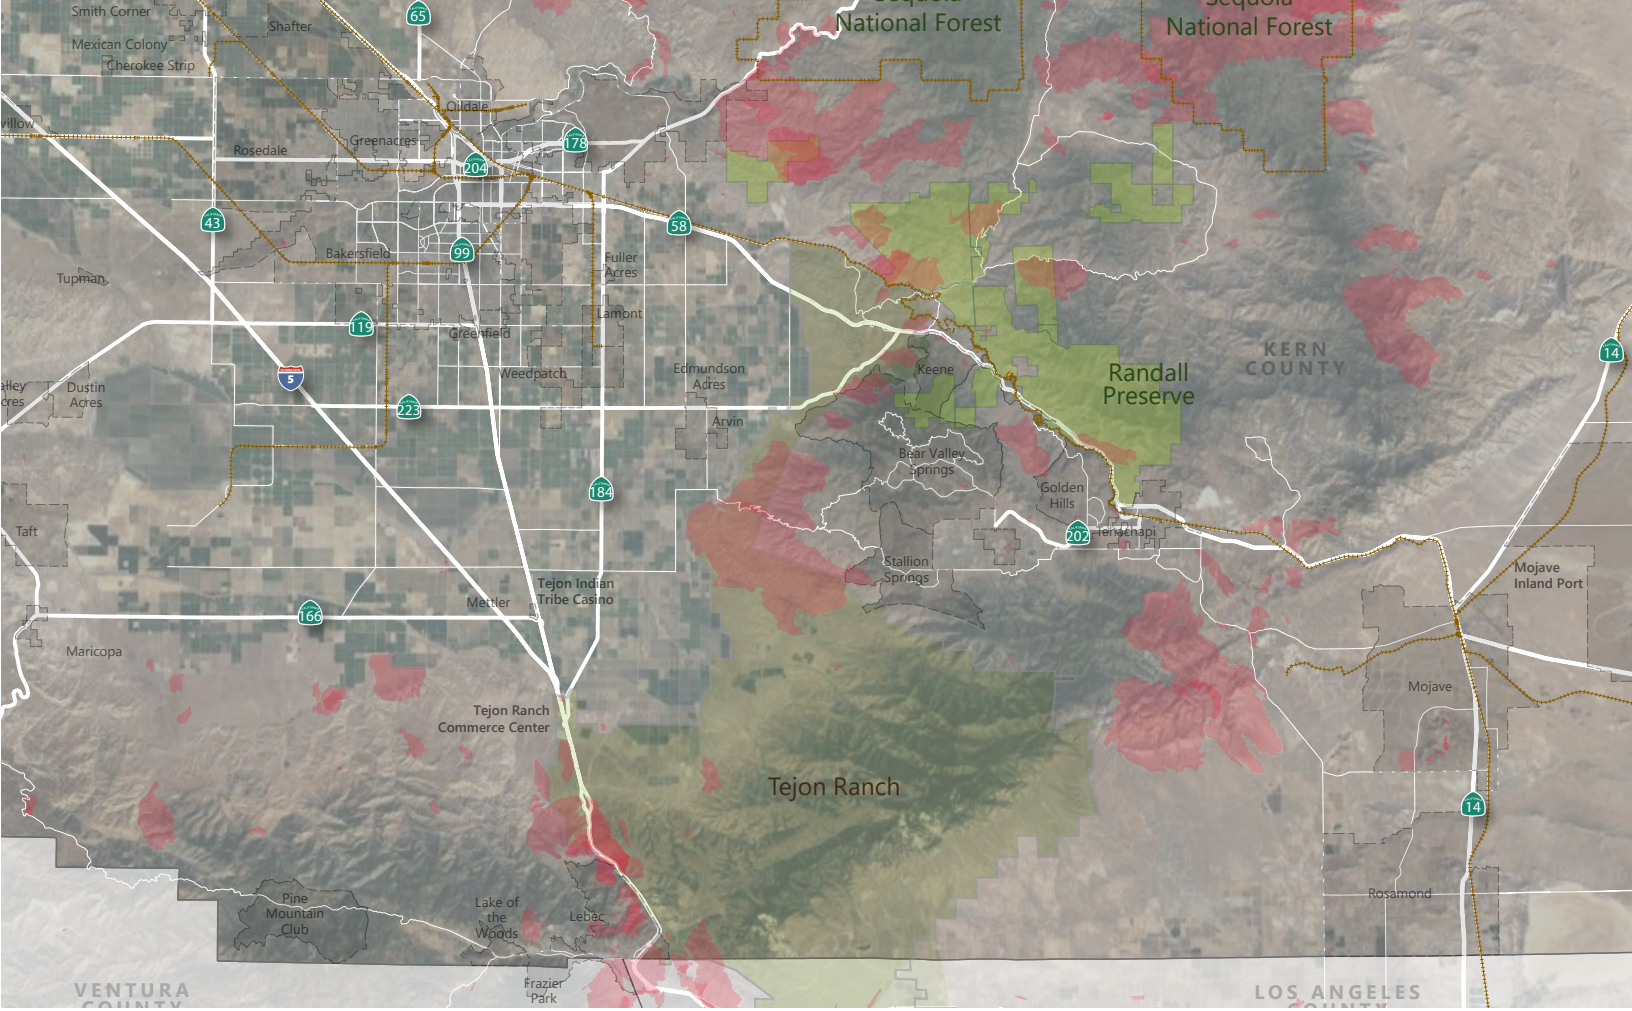 Smith Corner
65
Shafter
Sequoia
National Forest
Sequoia
National Forest
Mexican Colony
Cherokee Strip
Oildale
Greenacres
178
Rosedale
204
43
58
Bakersfield
99
Fuller
Acres
Tupman
Lamont
119
Greenfield
KERN
COUNTY
14
5
Weedpatch
Edmundson
Acres
Keene
Randall
Preserve
Dustin
Acres
223
Arvin
Bear Valley
Springs
184
Golden
Hills
Taft
202
Tehachapi
Stallion
Springs
Mojave
Inland Port
Tejon Indian
Tribe Casino
Mettler
166
Maricopa
Mojave
Tejon Ranch
Commerce Center
Tejon Ranch
14
Rosamond
Pine
Mountain
Club
Lake of
the
Woods
Lebec
Frazier
Park
VENTURA
COUNTY
LOS ANGELES
COUNTY